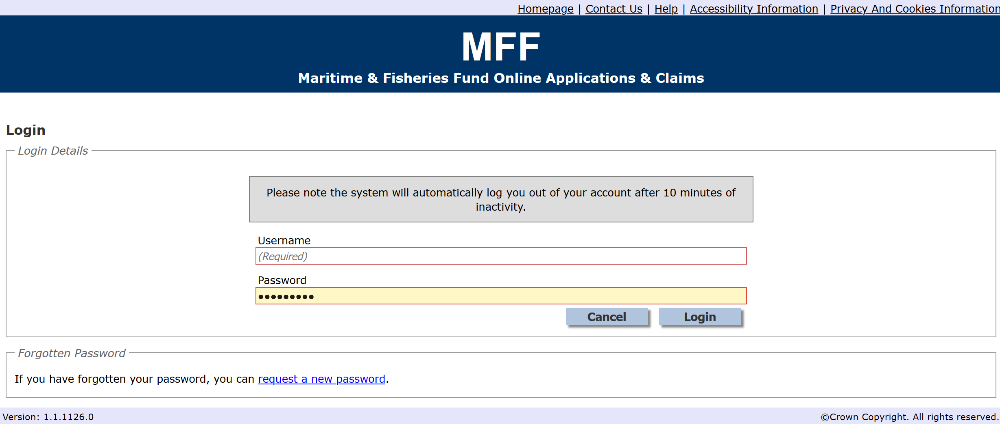 Homepage | Contact Us | Help | Accessibility Information | Privacy And Cookies Information
MFF
Maritime & Fisheries Fund Online Applications & Claims
Login
Login Details
Please note the system will automatically log you out of your account after 10 minutes of
inactivity.
Username
(Required)
Password
●●●●●●●●●
Cancel Login
Forgotten Password
If you have forgotten your password, you can request a new password.
Version: 1.1.1126.0 ©Crown Copyright. All rights reserved.